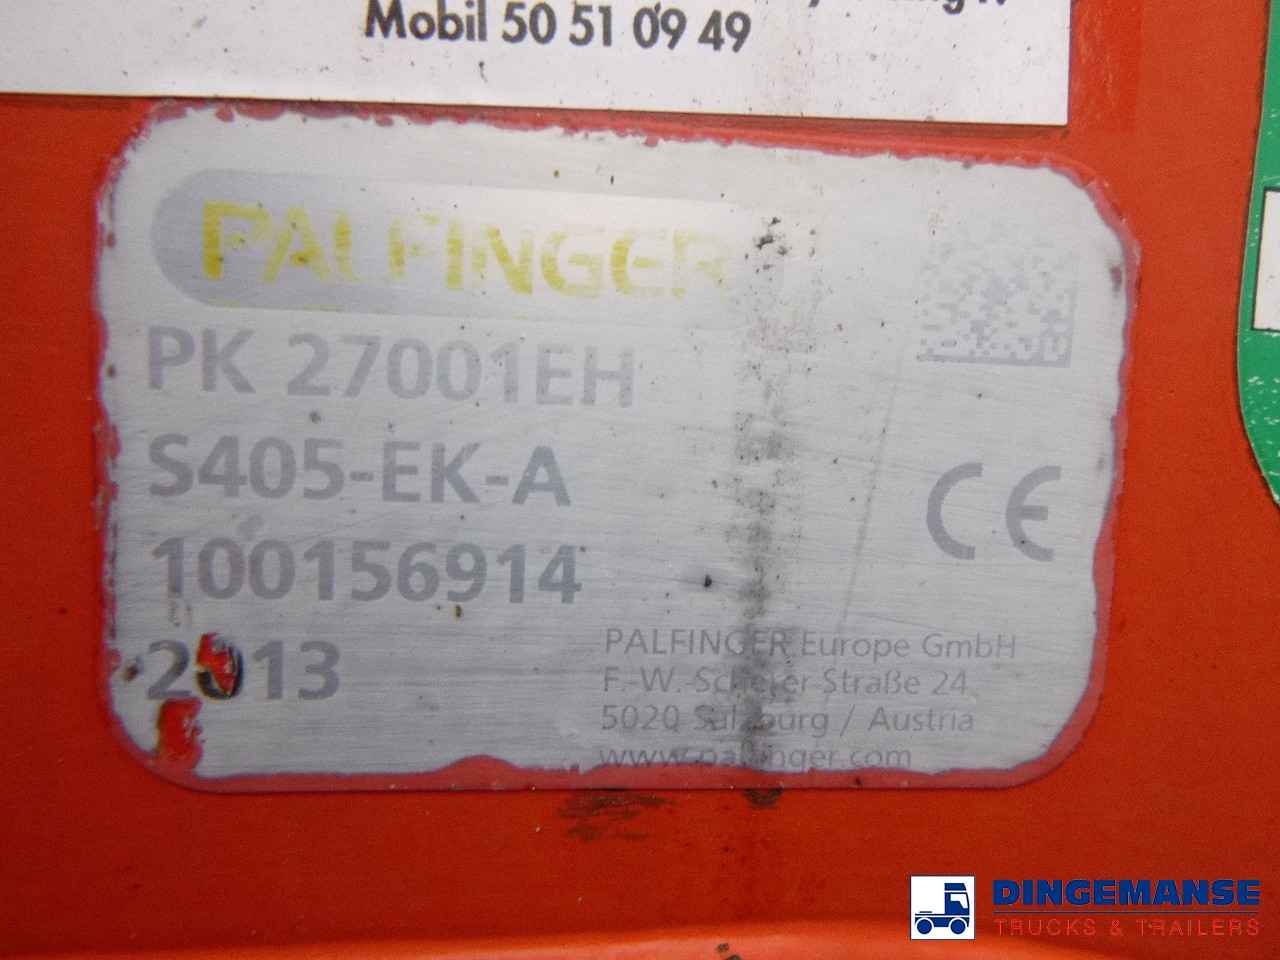 Mobil 50 51 09 49
PALFINGER
PK 27001EH
S405-EK-A
100156914
2013
CE
PALFINGER Europe GmbH
F.-W.-Scherer-Straße 24
5020 Salzburg / Austria
www.palfinger.com
DINGEMANSE
TRUCKS & TRAILERS